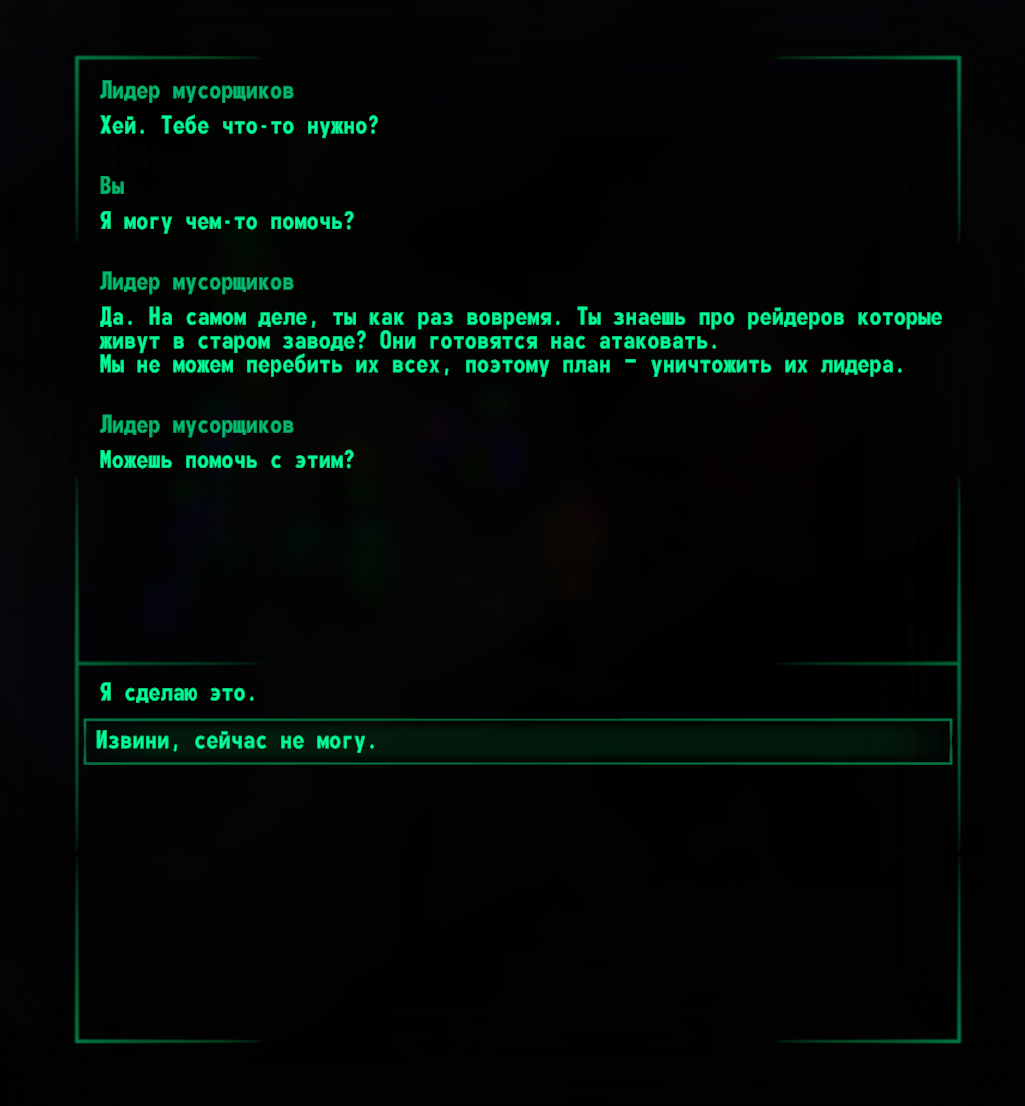 Лидер мусорщиков
Хей. Тебе что-то нужно?
Вы
Я могу чем-то помочь?
Лидер мусорщиков
Да. На самом деле, ты как раз вовремя. Ты знаешь про рейдеров которые
живут в старом заводе? Они готовятся нас атаковать.
Мы не можем перебить их всех, поэтому план – уничтожить их лидера.
Лидер мусорщиков
Можешь помочь с этим?
Я сделаю это.
Извини, сейчас не могу.